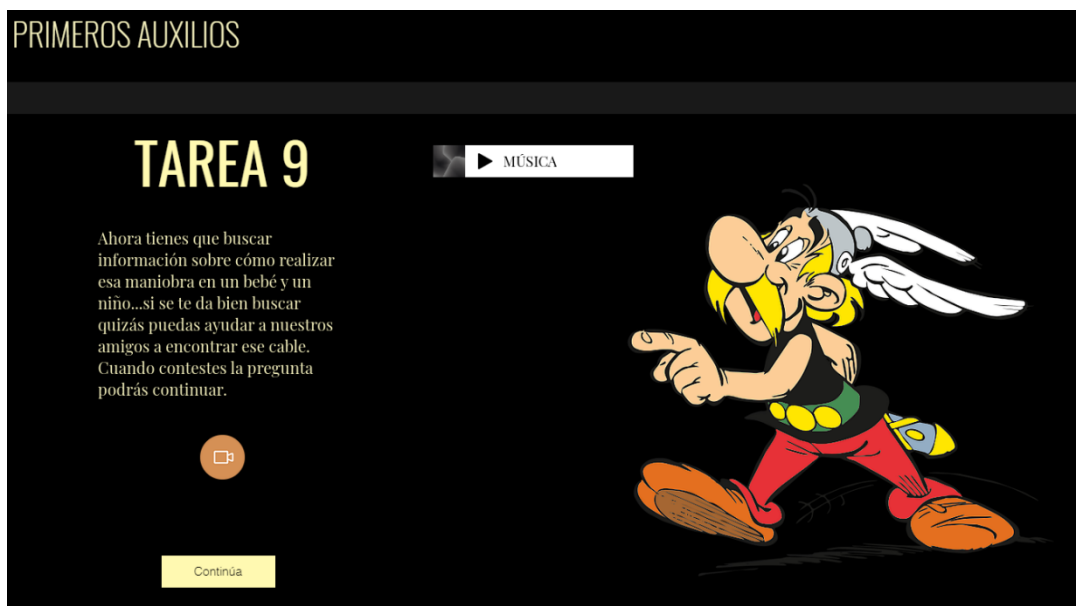 PRIMEROS AUXILIOS
TAREA 9
MÚSICA
Ahora tienes que buscar
información sobre cómo realizar
esa maniobra en un bebé y un
niño...si se te da bien buscar
quizás puedas ayudar a nuestros
amigos a encontrar ese cable.
Cuando contestes la pregunta
podrás continuar.
Continúa